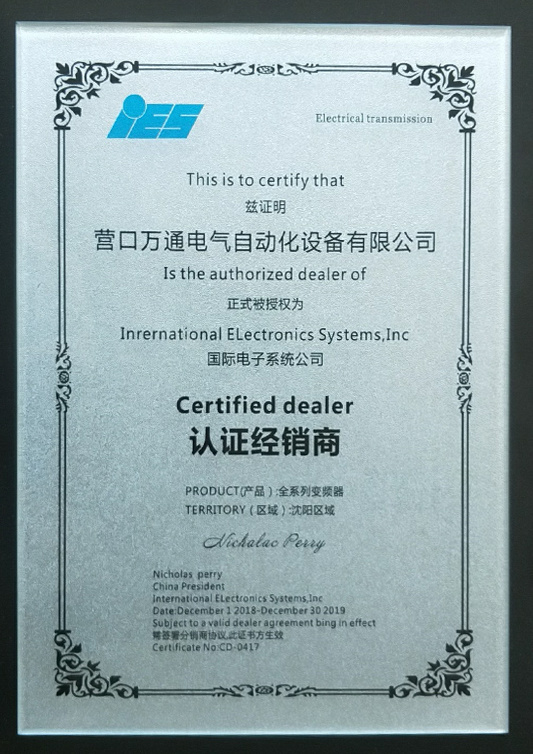 iES
Electrical transmission
This is to certify that
兹证明
营口万通电气自动化设备有限公司
Is the authorized dealer of
正式被授权为
Inrernational ELectronics Systems,Inc
国际电子系统公司
Certified dealer
认证经销商
PRODUCT(产品):全系列变频器
TERRITORY(区域):沈阳区域
Nichalac Perry
Nicholas perry
China President
International ELectronics Systems,Inc
Date:December 1 2018-December 30 2019
Subject to a valid dealer agreement bing in effect
需签署分销商协议,此证书方生效
Certificate No:CD-0417